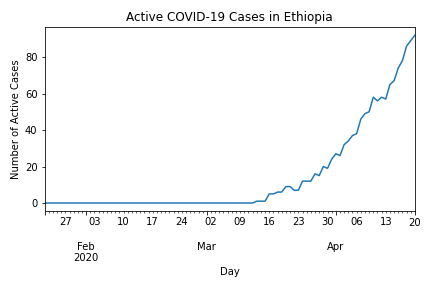 Active COVID-19 Cases in Ethiopia
Number of Active Cases
80
60
40
20
0
27 03 10 17 24 02 09 16 23 30 06 13 20
Feb Mar Apr
2020
Day